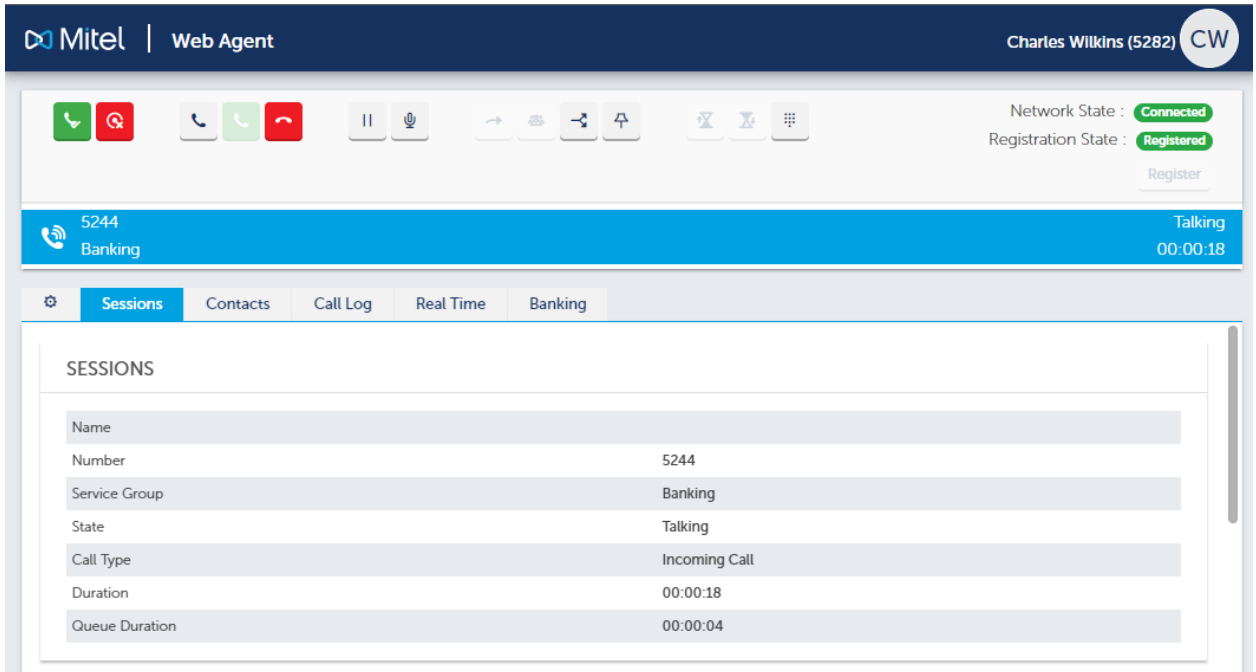 Mitel | Web Agent
Charles Wilkins (5282) CW
Network State : Connected
Registration State : Registered
Register
5244
Talking
Banking
00:00:18
Sessions Contacts Call Log Real Time Banking
SESSIONS
Name
Number 5244
Service Group Banking
State Talking
Call Type Incoming Call
Duration 00:00:18
Queue Duration 00:00:04